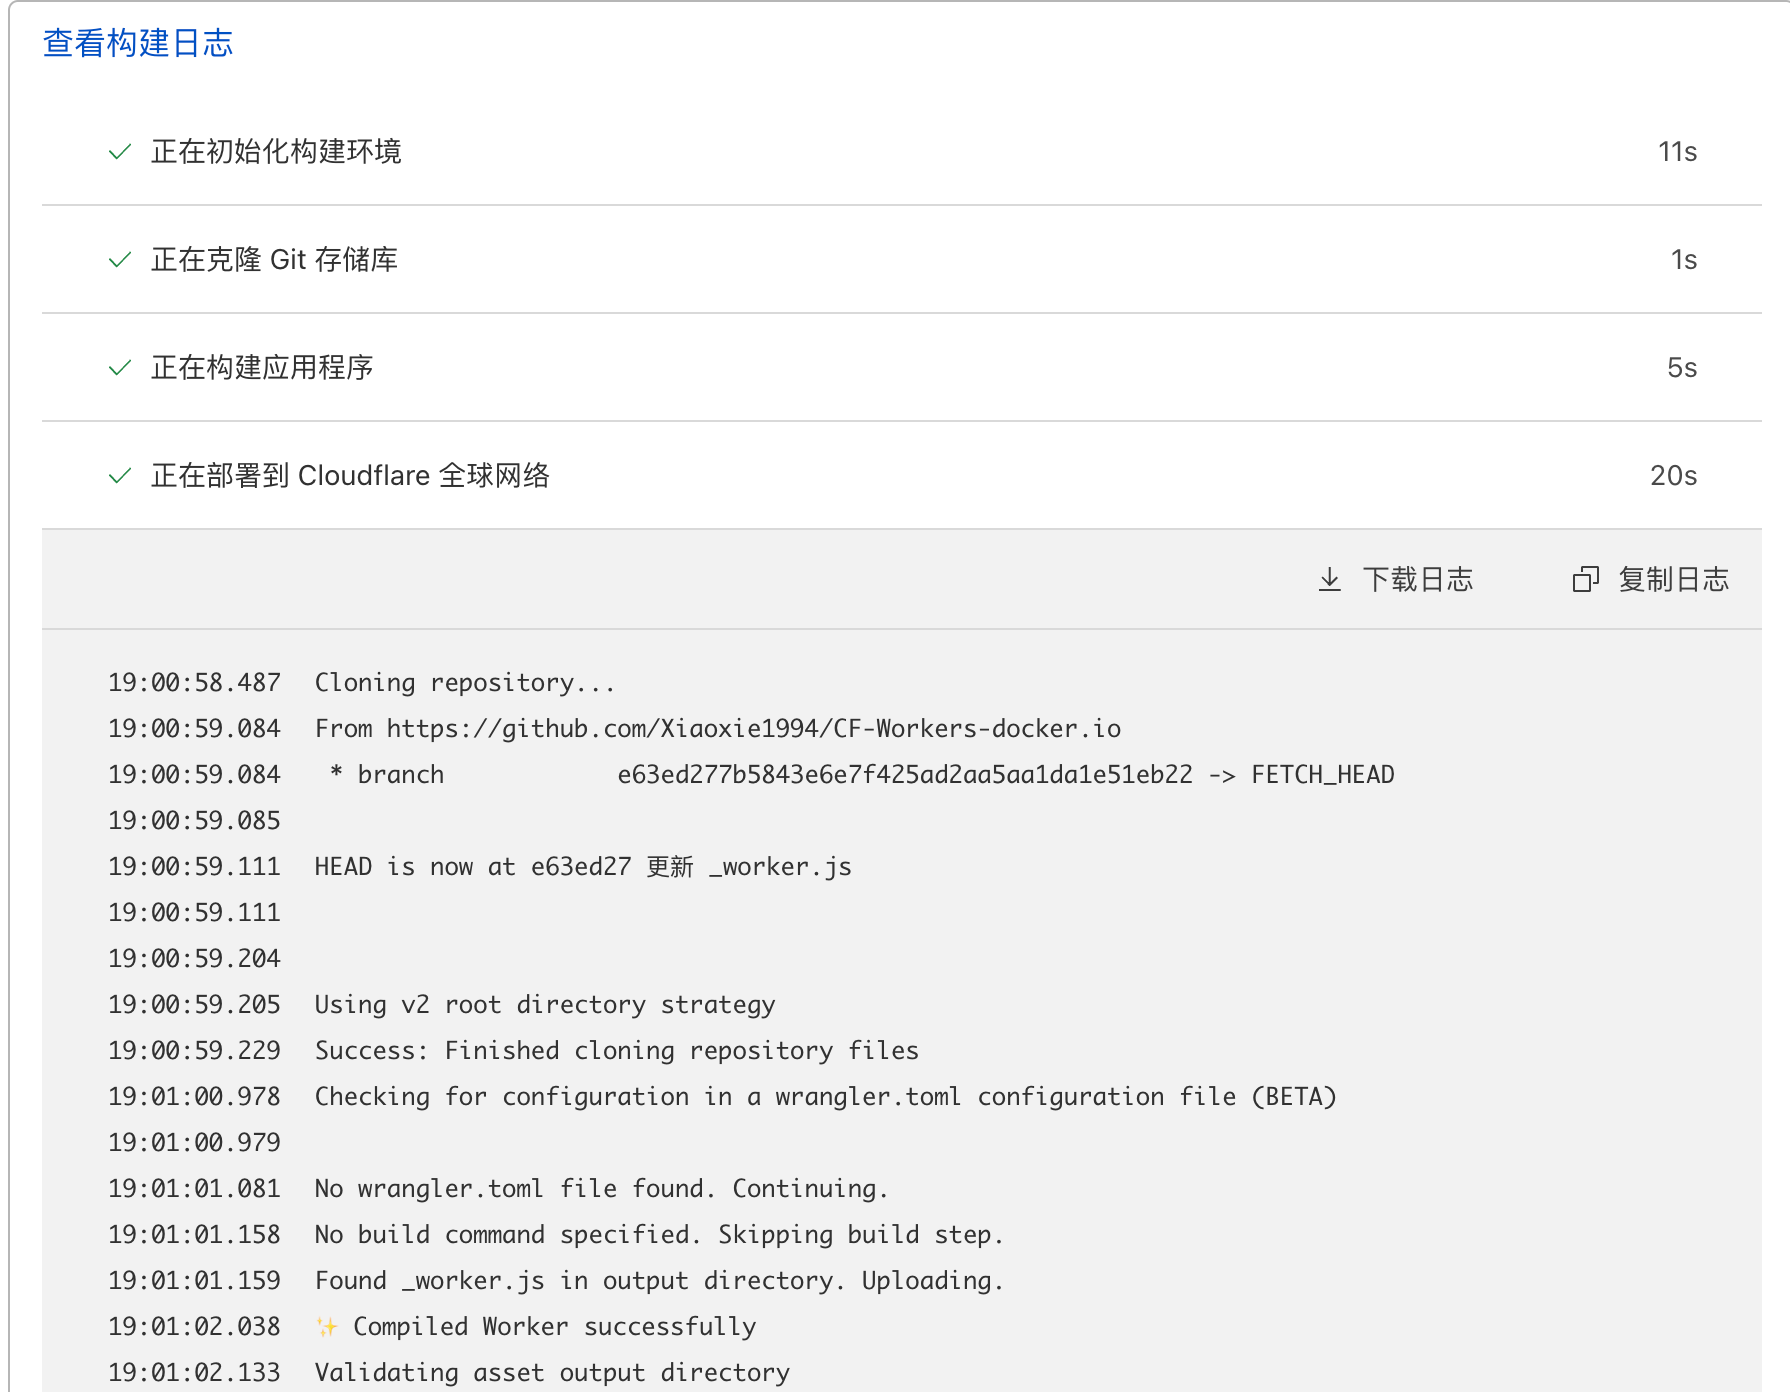 查看构建日志
正在初始化构建环境 11s
正在克隆 Git 存储库 1s
正在构建应用程序 5s
正在部署到 Cloudflare 全球网络 20s
下载日志 复制日志
19:00:58.487 Cloning repository...
19:00:59.084 From https://github.com/Xiaoxie1994/CF-Workers-docker.io
19:00:59.084 * branch e63ed277b5843e6e7f425ad2aa5aa1da1e51eb22 -> FETCH_HEAD
19:00:59.085
19:00:59.111 HEAD is now at e63ed27 更新 _worker.js
19:00:59.111
19:00:59.204
19:00:59.205 Using v2 root directory strategy
19:00:59.229 Success: Finished cloning repository files
19:01:00.978 Checking for configuration in a wrangler.toml configuration file (BETA)
19:01:00.979
19:01:01.081 No wrangler.toml file found. Continuing.
19:01:01.158 No build command specified. Skipping build step.
19:01:01.159 Found _worker.js in output directory. Uploading.
19:01:02.038 ✨ Compiled Worker successfully
19:01:02.133 Validating asset output directory